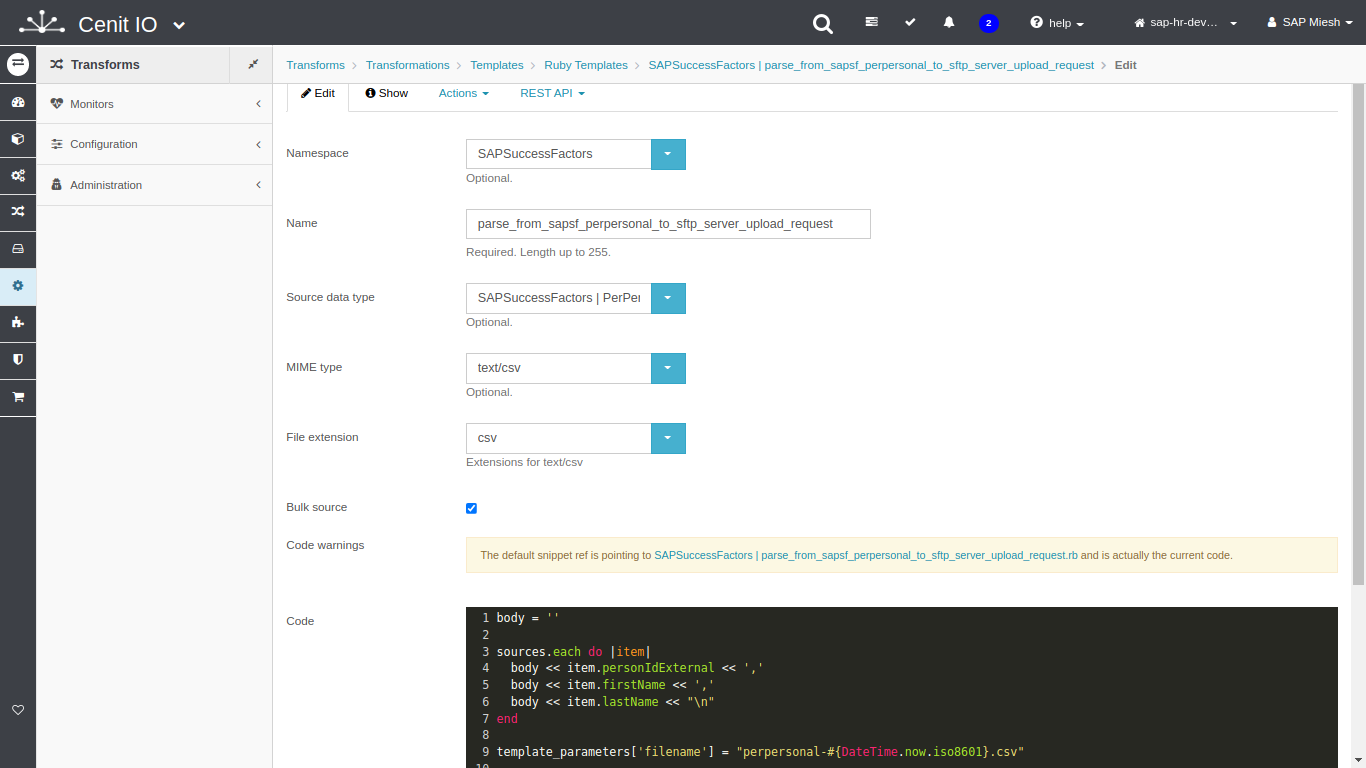 Cenit IO
2
help
sap-hr-dev...
SAP Miesh
Transforms
Transforms
Transformations
Templates
Ruby Templates
SAPSuccessFactors | parse_from_sapsf_perpersonal_to_sftp_server_upload_request
Edit
Monitors
Configuration
Administration
Edit
Show
Actions
REST API
Namespace
SAPSuccessFactors
Optional.
Name
parse_from_sapsf_perpersonal_to_sftp_server_upload_request
Required. Length up to 255.
Source data type
SAPSuccessFactors | PerPer
Optional.
MIME type
text/csv
Optional.
File extension
csv
Extensions for text/csv
Bulk source
Code warnings
The default snippet ref is pointing to SAPSuccessFactors | parse_from_sapsf_perpersonal_to_sftp_server_upload_request.rb and is actually the current code.
Code
1 body = ''
2
3 sources.each do |item|
4   body << item.personIdExternal << ','
5   body << item.firstName << ','
6   body << item.lastName << "\n"
7 end
8
9 template_parameters['filename'] = "perpersonal-#{DateTime.now.iso8601}.csv"
10